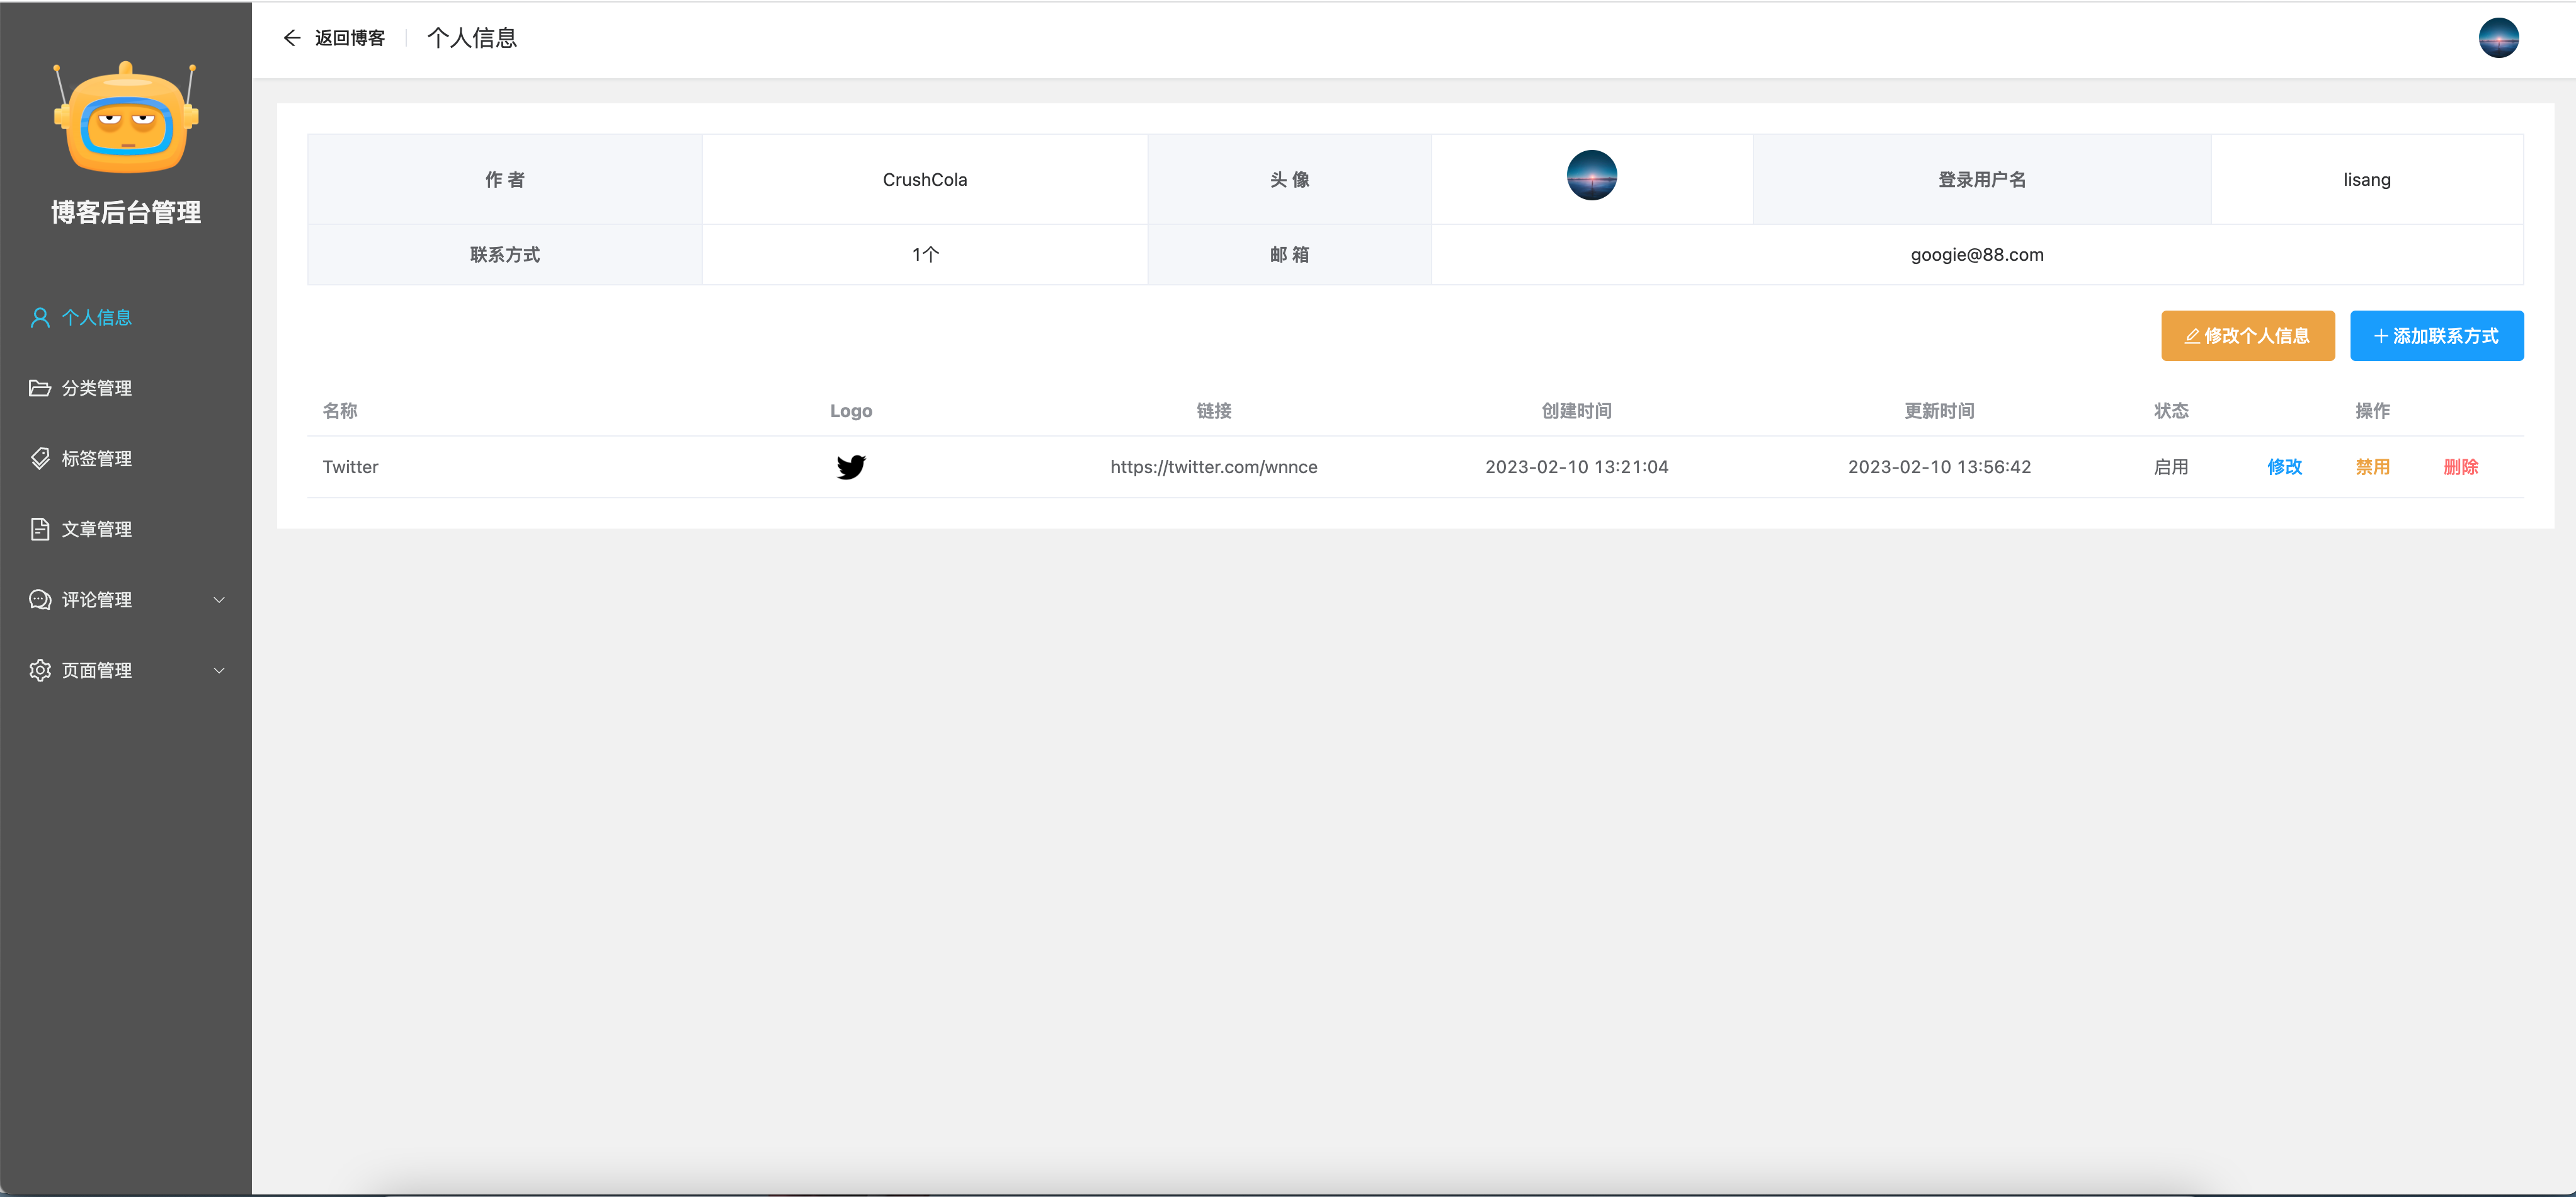 返回博客
个人信息
博客后台管理
个人信息
分类管理
标签管理
文章管理
评论管理
页面管理
作 者 CrushCola 头 像 登录用户名 lisang
联系方式 1个 邮 箱 googie@88.com
修改个人信息 添加联系方式
名称 Logo 链接 创建时间 更新时间 状态 操作
Twitter https://twitter.com/wnnce 2023-02-10 13:21:04 2023-02-10 13:56:42 启用 修改 禁用 删除